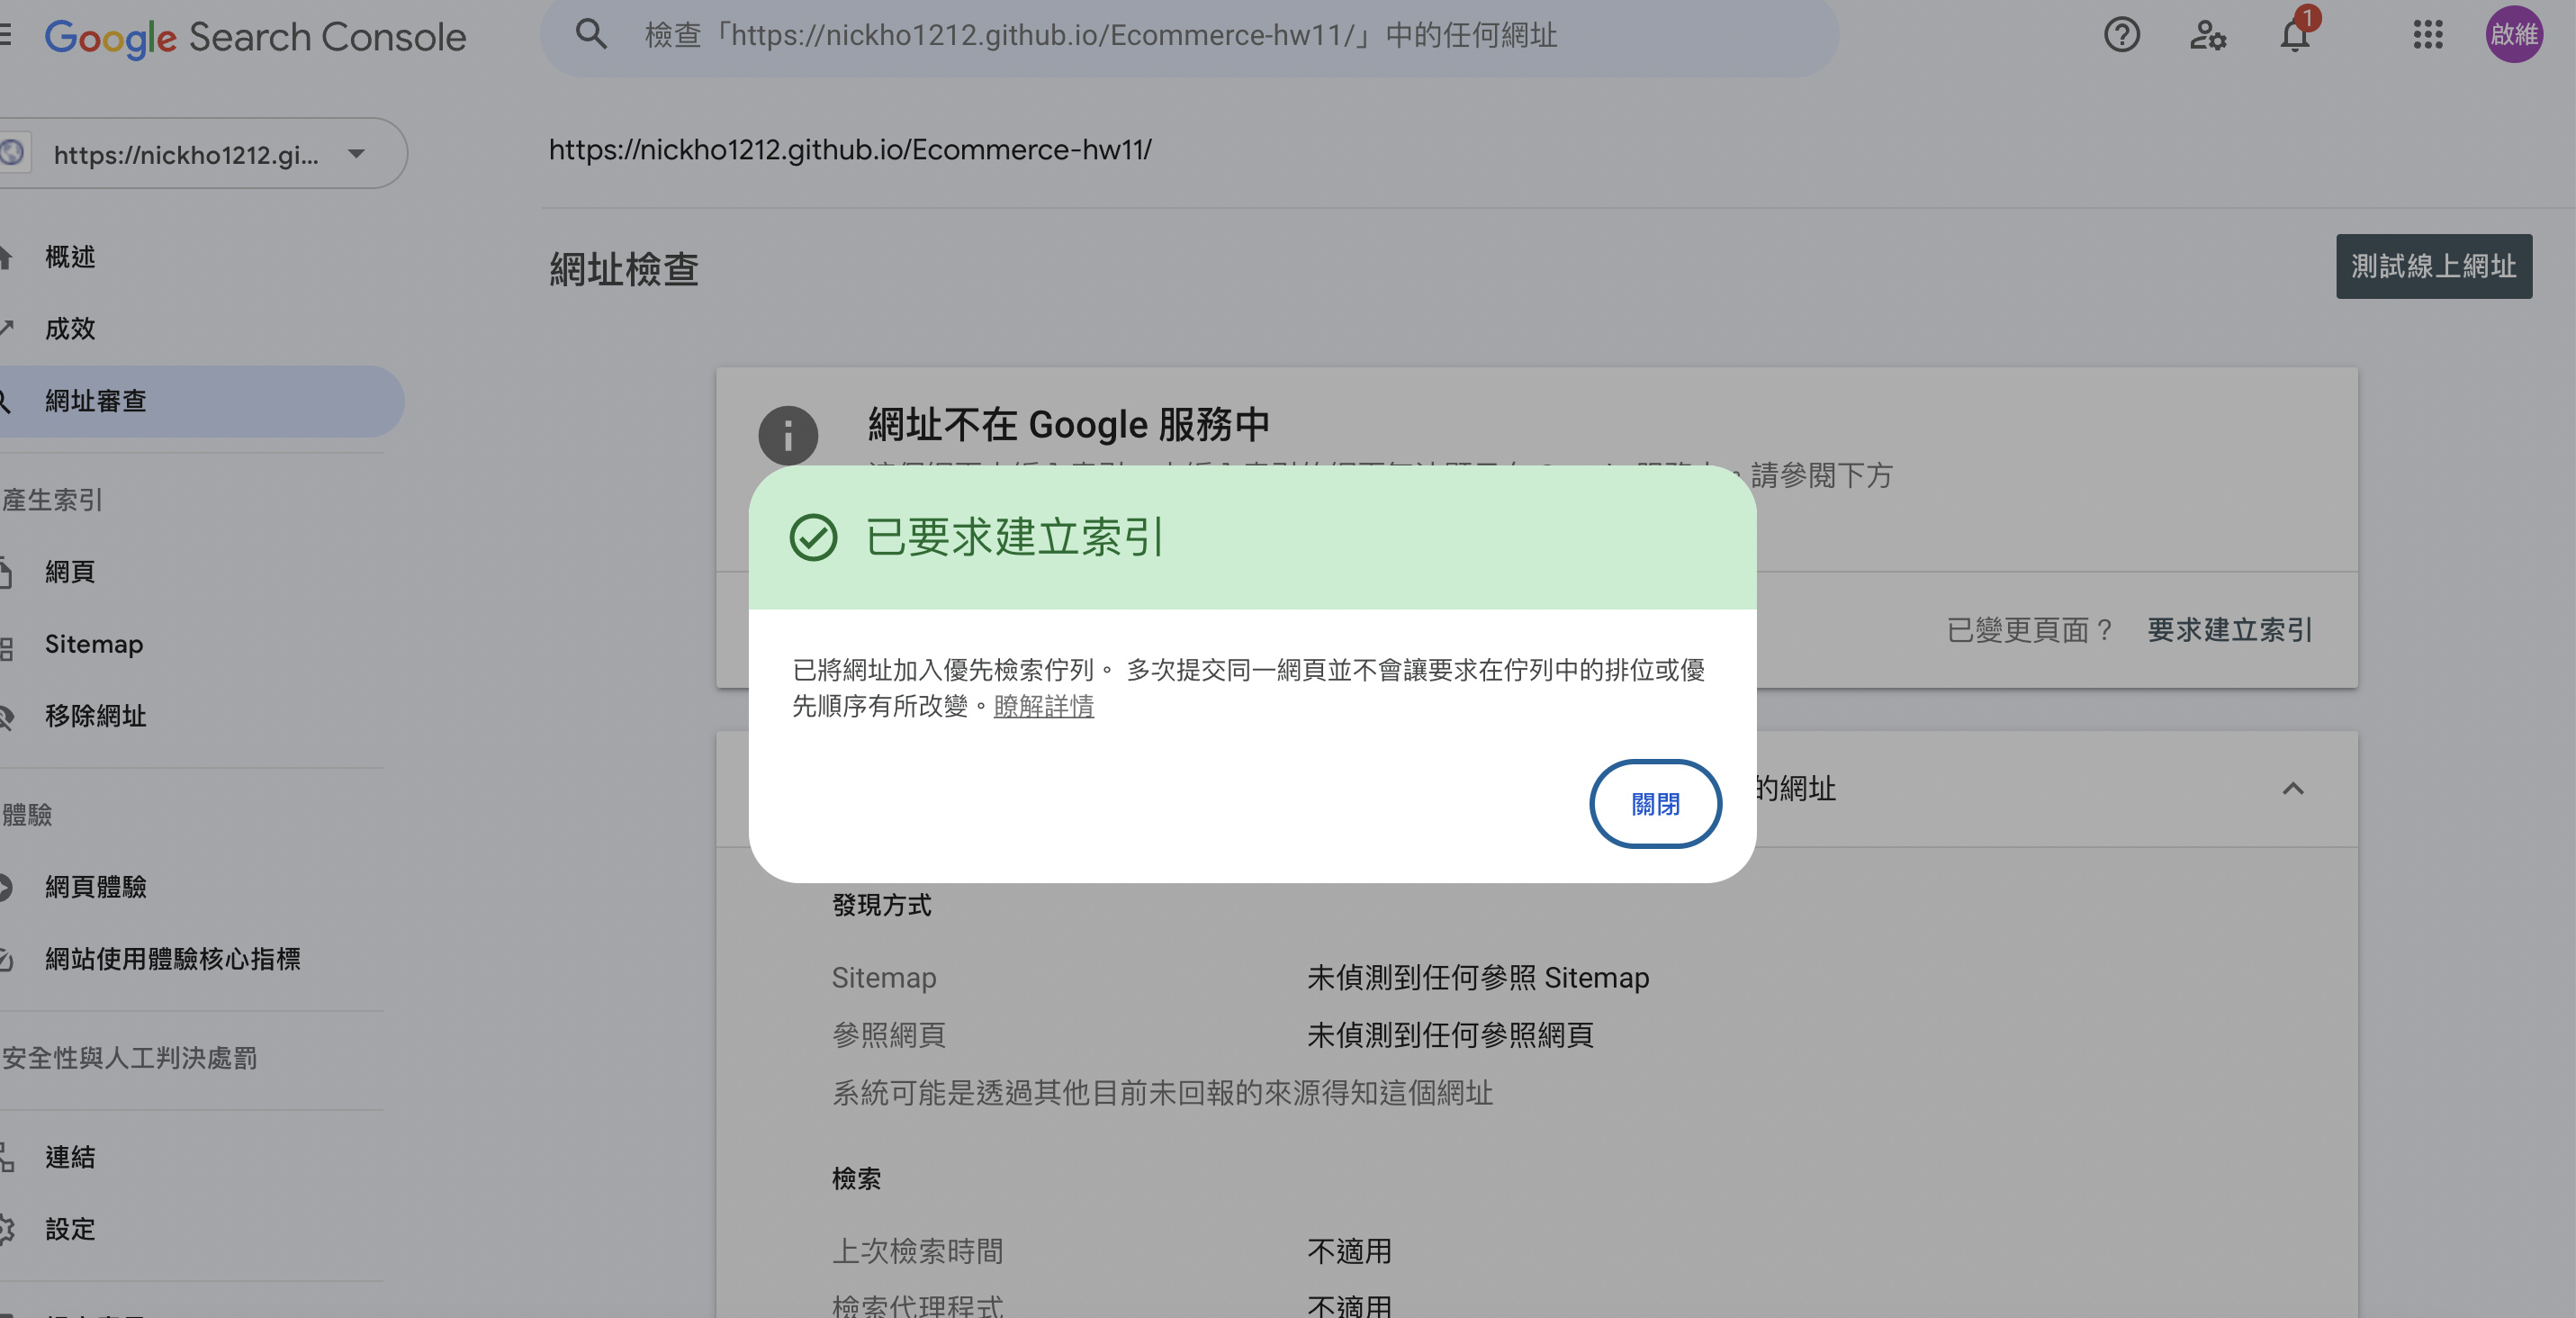 Google Search Console
檢查「https://nickho1212.github.io/Ecommerce-hw11/」中的任何網址
1
啟維
https://nickho1212.gi...
https://nickho1212.github.io/Ecommerce-hw11/
概述
網址檢查
測試線上網址
成效
網址審查
網址不在 Google 服務中
。請參閱下方
產生索引
已要求建立索引
網頁
已變更頁面？ 要求建立索引
Sitemap
已將網址加入優先檢索佇列。 多次提交同一網頁並不會讓要求在佇列中的排位或優
先順序有所改變。瞭解詳情
移除網址
的網址
關閉
體驗
網頁體驗
發現方式
網站使用體驗核心指標
Sitemap 未偵測到任何參照 Sitemap
參照網頁 未偵測到任何參照網頁
安全性與人工判決處罰
系統可能是透過其他目前未回報的來源得知這個網址
連結
檢索
設定
上次檢索時間 不適用
檢索代理程式 不適用